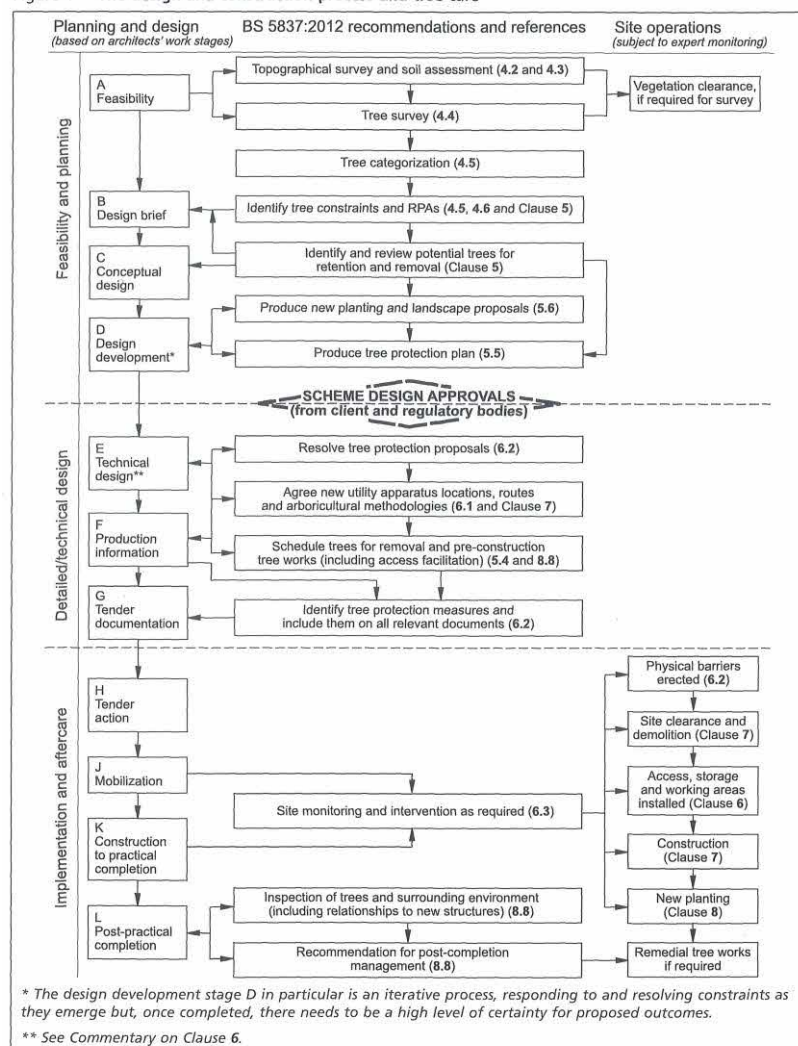 Planning and design
(based on architects' work stages)
BS 5837:2012 recommendations and references
Site operations
(subject to expert monitoring)
Feasibility and planning
A
Feasibility
Topographical survey and soil assessment (4.2 and 4.3)
Tree survey (4.4)
Vegetation clearance,
if required for survey
Tree categorization (4.5)
B
Design brief
Identify tree constraints and RPAs (4.5, 4.6 and Clause 5)
C
Conceptual
design
Identify and review potential trees for
retention and removal (Clause 5)
D
Design
development*
Produce new planting and landscape proposals (5.6)
Produce tree protection plan (5.5)
SCHEME DESIGN APPROVALS
(from client and regulatory bodies)
Detailed/technical design
E
Technical
design**
Resolve tree protection proposals (6.2)
Agree new utility apparatus locations, routes
and arboricultural methodologies (6.1 and Clause 7)
F
Production
information
Schedule trees for removal and pre-construction
tree works (including access facilitation) (5.4 and 8.8)
G
Tender
documentation
Identify tree protection measures and
include them on all relevant documents (6.2)
Implementation and aftercare
H
Tender
action
J
Mobilization
K
Construction
to practical
completion
L
Post-practical
completion
Site monitoring and intervention as required (6.3)
Inspection of trees and surrounding environment
(including relationships to new structures) (8.8)
Recommendation for post-completion
management (8.8)
Physical barriers
erected (6.2)
Site clearance and
demolition (Clause 7)
Access, storage
and working areas
installed (Clause 6)
Construction
(Clause 7)
New planting
(Clause 8)
Remedial tree works
if required
* The design development stage D in particular is an iterative process, responding to and resolving constraints as
they emerge but, once completed, there needs to be a high level of certainty for proposed outcomes.
** See Commentary on Clause 6.